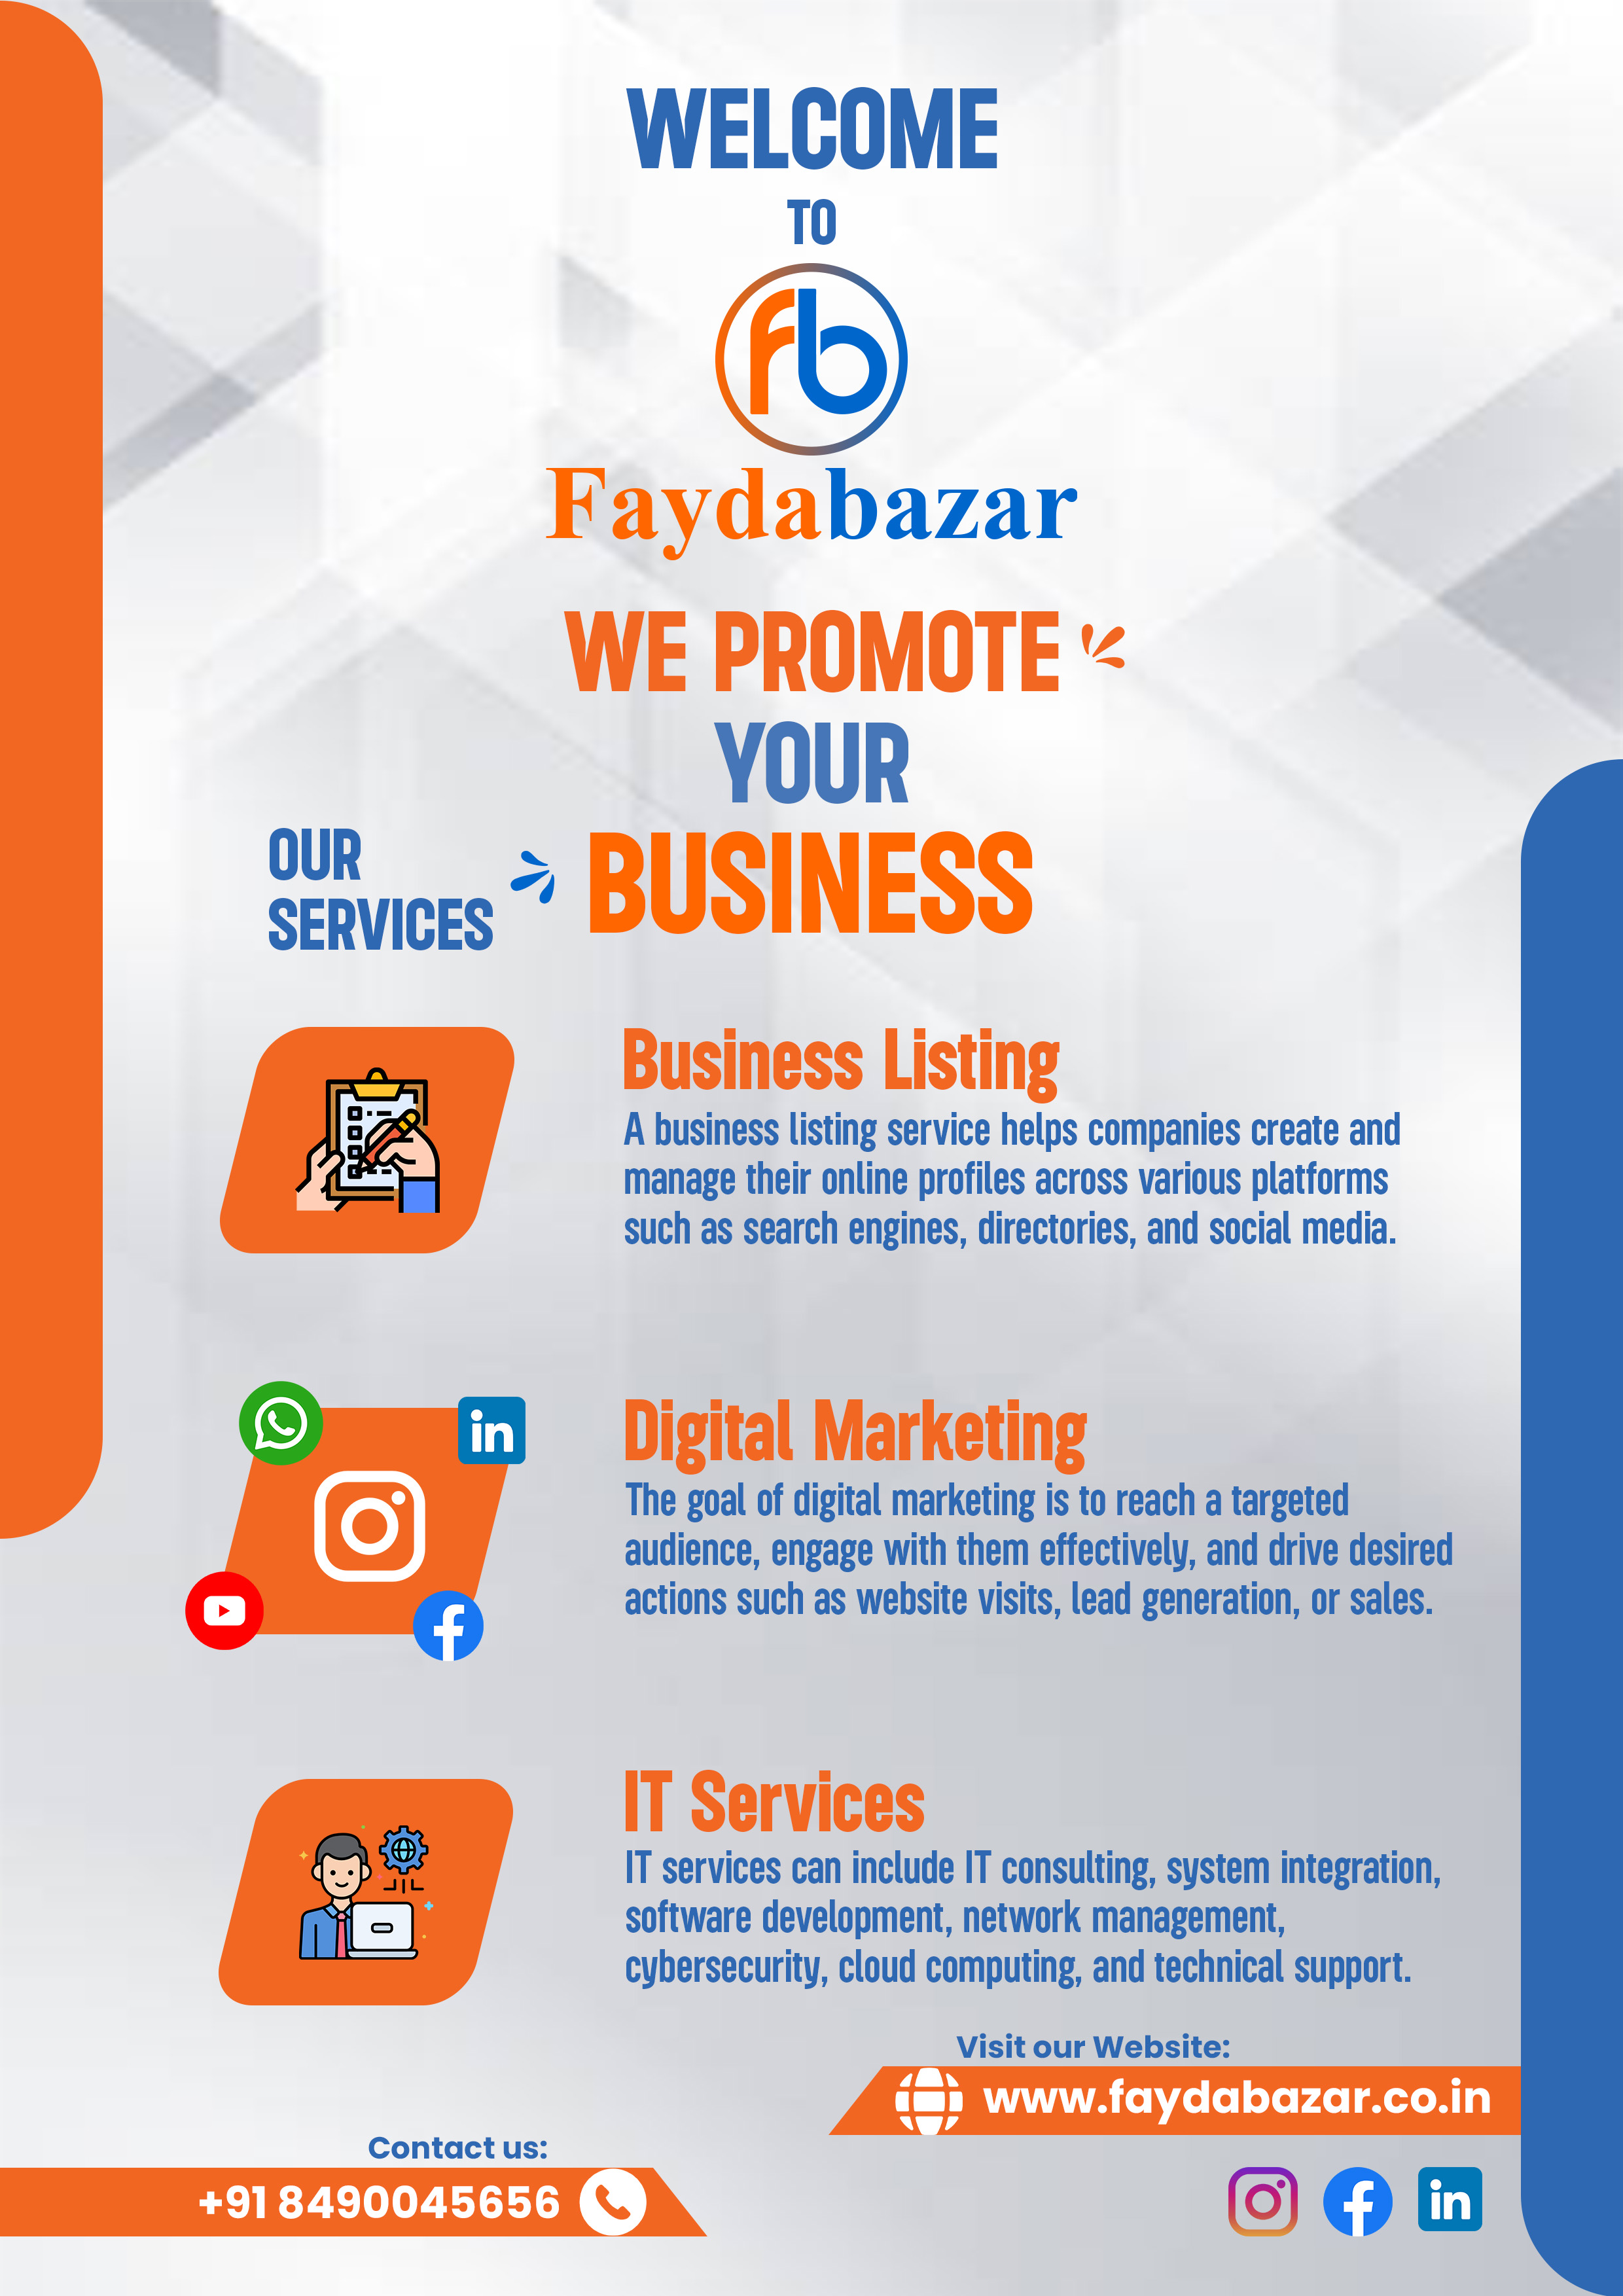 WELCOME
TO
fb
Faydabazar
WE PROMOTE
YOUR
BUSINESS
OUR
SERVICES
Business Listing
A business listing service helps companies create and
manage their online profiles across various platforms
such as search engines, directories, and social media.
in
Digital Marketing
The goal of digital marketing is to reach a targeted
audience, engage with them effectively, and drive desired
actions such as website visits, lead generation, or sales.
IT Services
IT services can include IT consulting, system integration,
software development, network management,
cybersecurity, cloud computing, and technical support.
Visit our Website:
www.faydabazar.co.in
Contact us:
+91 8490045656
in